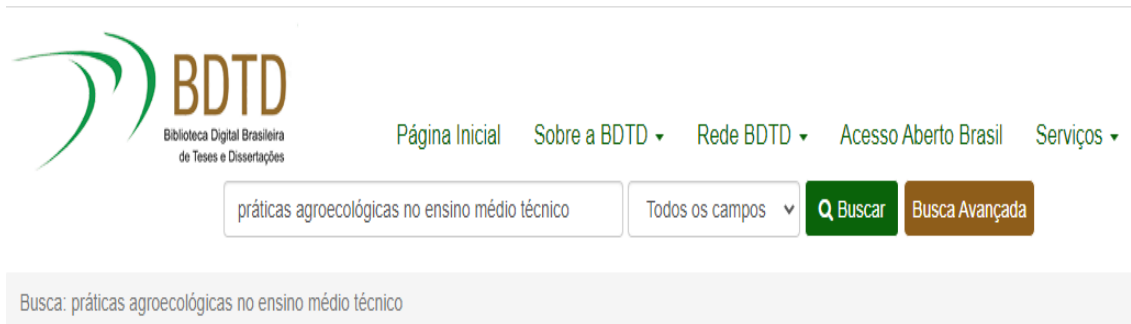 BDTD
Biblioteca Digital Brasileira
de Teses e Dissertações
Página Inicial Sobre a BDTD Rede BDTD Acesso Aberto Brasil Serviços
práticas agroecológicas no ensino médio técnico Todos os campos Buscar Busca Avançada
Busca: práticas agroecológicas no ensino médio técnico